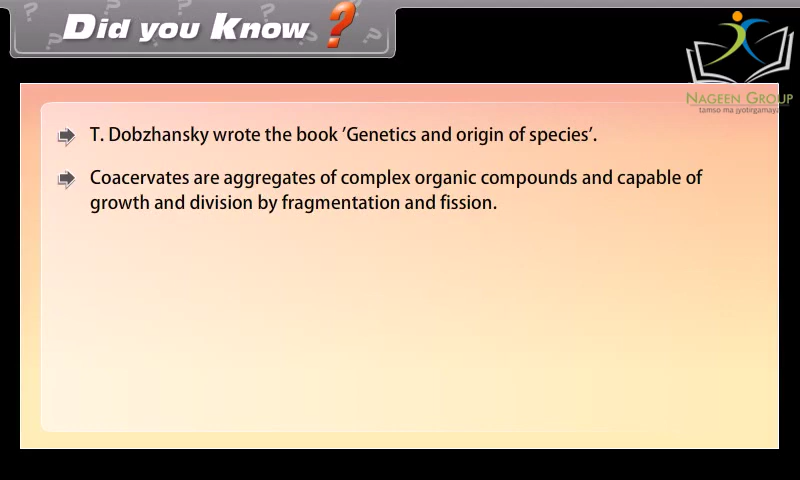 Did you Know ?
NAGEEN GROUP
tamso ma jyotirgamaya
T. Dobzhansky wrote the book ’Genetics and origin of species’.
Coacervates are aggregates of complex organic compounds and capable of
growth and division by fragmentation and fission.